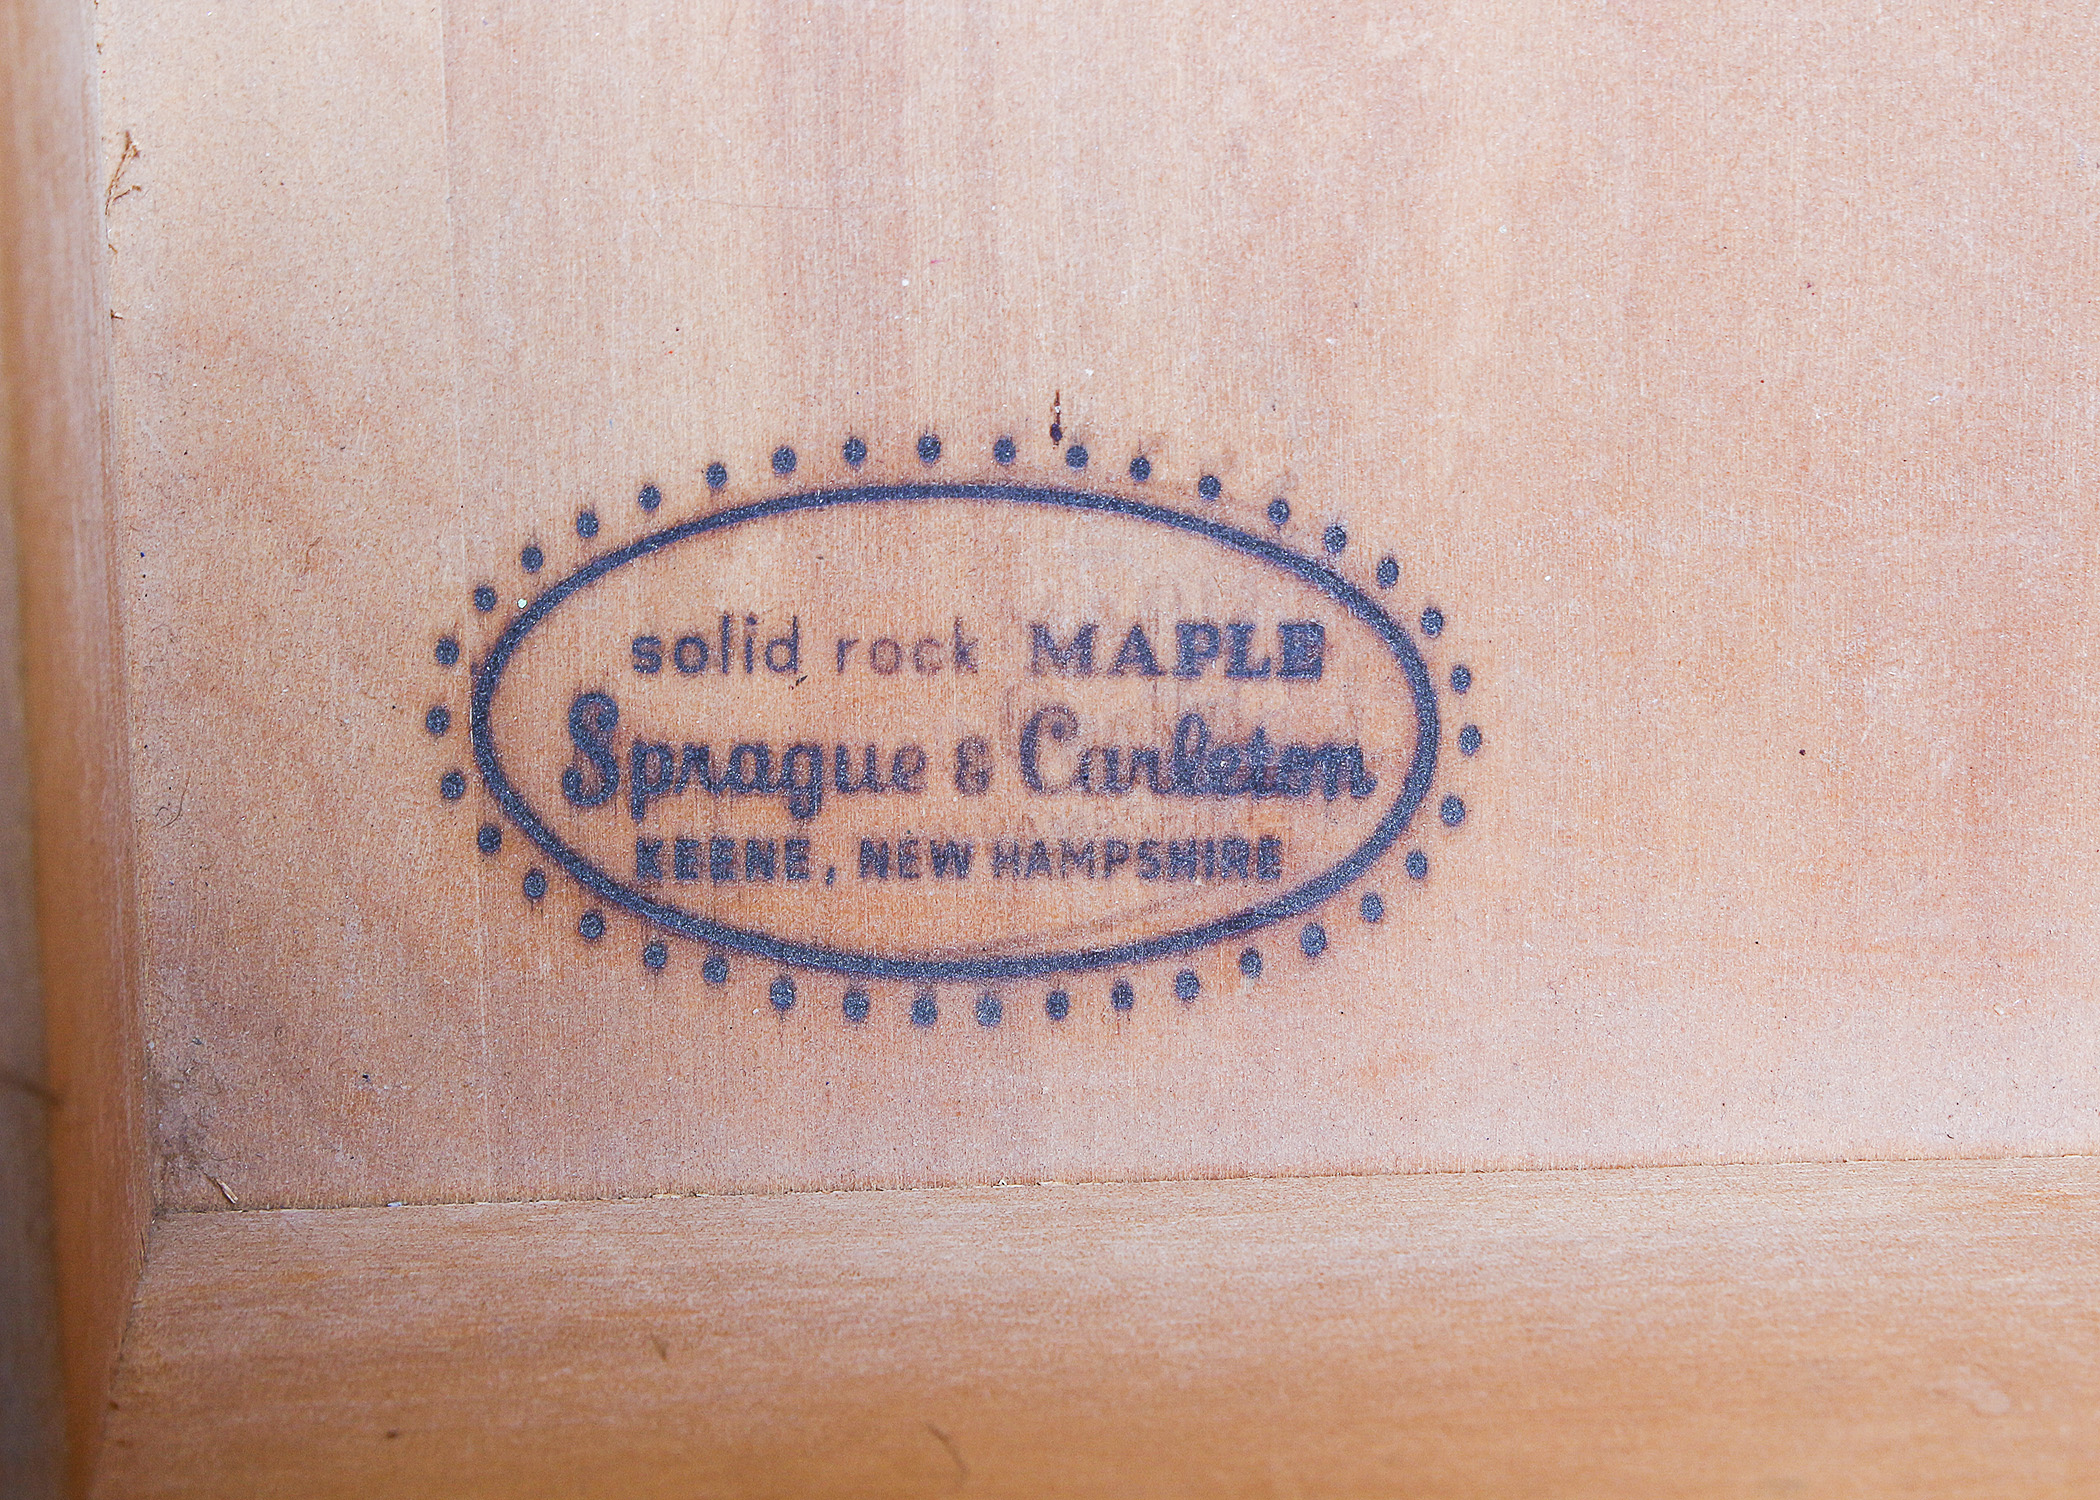 solid rock MAPLE
Sprague & Carleton
KEENE, NEW HAMPSHIRE